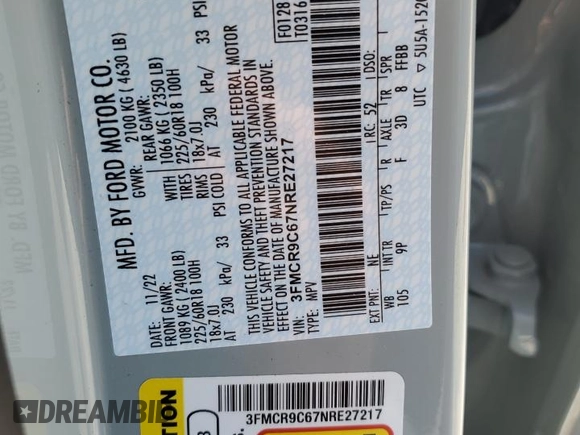 MFD. BY FORD MOTOR CO.
GVWR: 2100 KG ( 4630 LB)
11/22
FRONT GAWR: REAR GAWR:
1089 KG (2400 LB) 1066 KG ( 2350 LB)
WITH
225/60R18 100H TIRES 225/60R18 100H
18x7.0J RIMS 18x7.0J
AT 230 kPa/ 33 PSI COLD AT 230 kPa/ 33 PSI
THIS VEHICLE CONFORMS TO ALL APPLICABLE FEDERAL MOTOR
VEHICLE SAFETY AND THEFT PREVENTION STANDARDS IN
EFFECT ON THE DATE OF MANUFACTURE SHOWN ABOVE.
VIN: 3FMCR9C67NRE27217
TYPE: MPV
F0128
T0316
EXT PNT: NE RC: 52 DSO:
WB INT TR TP/PS R AXLE TR SPR
Y05 9P F 3D 8 FFBB
UTC ▽ 5U5A-1520
3FMCR9C67NRE27217
DREAMBID